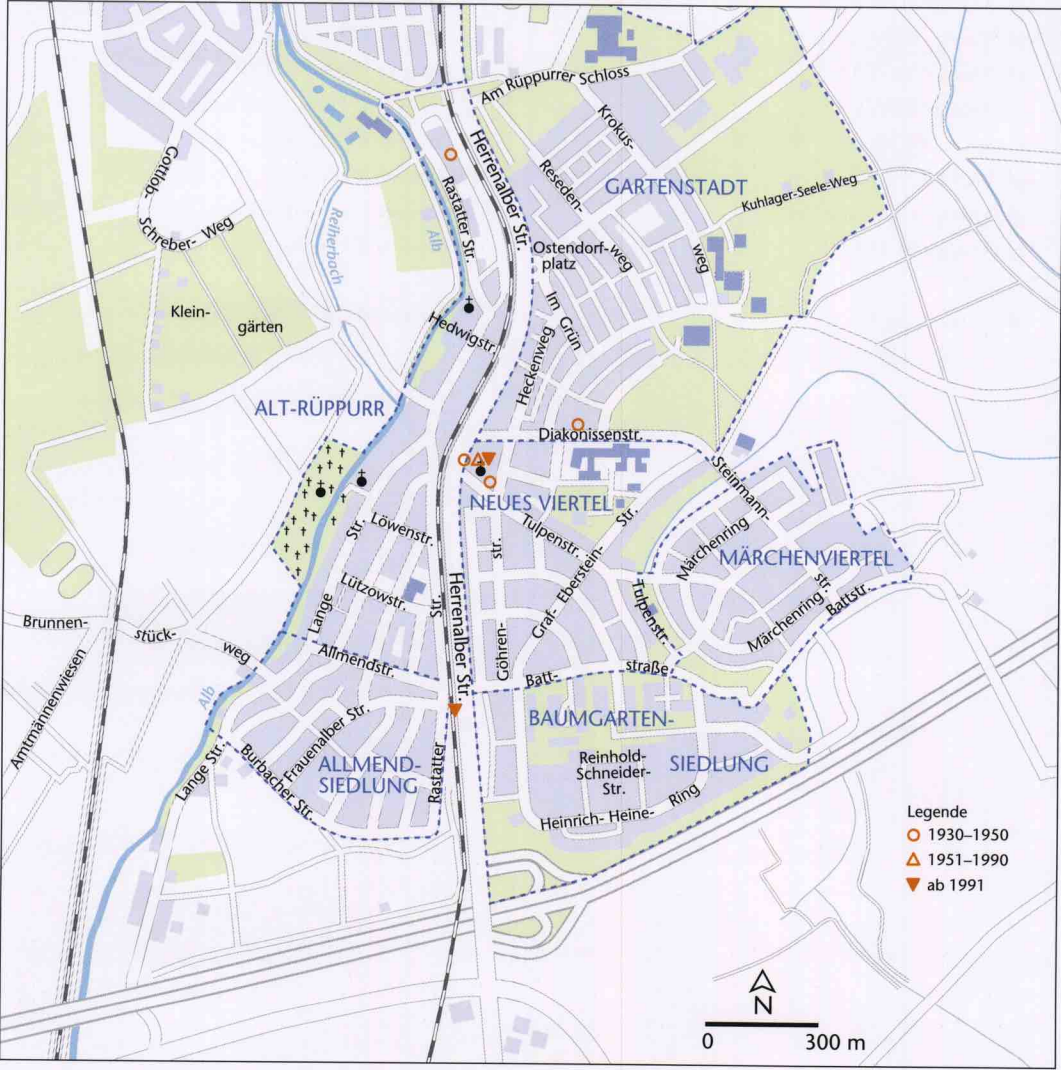 Am Rüppurrer Schloss
Krokus-
weg
Reseden-
weg
GARTENSTADT
Kuhlager-Seele-Weg
Herrenalber Str.
Rastatter Str.
Alb
Reiherbach
Gottlob-
Schreber- Weg
Klein-
gärten
Ostendorf-
platz
Im Grün
Heckenweg
Hedwigstr.
ALT-RÜPPURR
Diakonissenstr.
Steinmann-
str.
NEUES VIERTEL
Tulpenstr.
Löwenstr.
Lange
Str.
Lützowstr.
Str.
Herrenalber Str.
Göhren-
str.
Graf- Eberstein-
Str.
Tulpenstr.
Märchenring
MÄRCHENVIERTEL
Märchenring
Battstr.
Brunnen-
stück-
weg
Allmendstr.
Batt-
straße
Amtmännenwiesen
Alb
Lange Str.
Burbacher Str.
Frauenalber Str.
ALLMEND-
SIEDLUNG
Rastatter
BAUMGARTEN-
SIEDLUNG
Reinhold-
Schneider-
Str.
Heinrich- Heine-
Ring
Legende
1930–1950
1951–1990
ab 1991
N
0
300 m